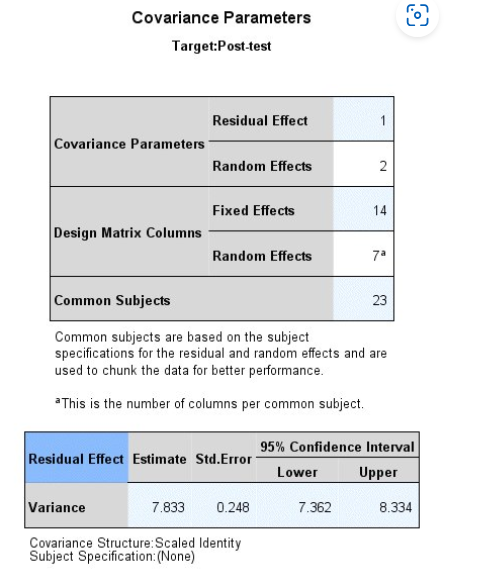 Covariance Parameters
Target:Post-test
Covariance Parameters Residual Effect 1
Random Effects 2
Design Matrix Columns Fixed Effects 14
Random Effects 7ª
Common Subjects 23
Common subjects are based on the subject
specifications for the residual and random effects and are
used to chunk the data for better performance.
ªThis is the number of columns per common subject.
Residual Effect Estimate Std.Error 95% Confidence Interval
Lower Upper
Variance 7.833 0.248 7.362 8.334
Covariance Structure:Scaled Identity
Subject Specification:(None)